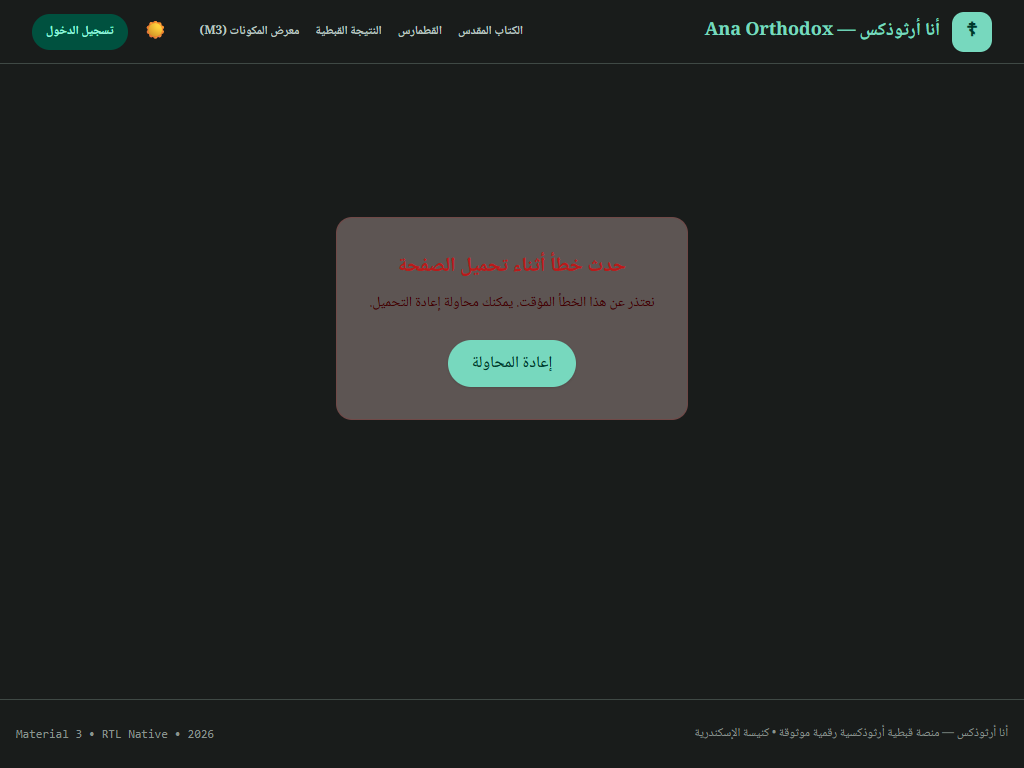 أنا أرثوذكس — Ana Orthodox
الكتاب المقدس
القطمارس
النتيجة القبطية
معرض المكونات (M3)
تسجيل الدخول
حدث خطأ أثناء تحميل الصفحة
نعتذر عن هذا الخطأ المؤقت. يمكنك محاولة إعادة التحميل.
إعادة المحاولة
أنا أرثوذكس — منصة قبطية أرثوذكسية رقمية موثوقة • كنيسة الإسكندرية
Material 3 • RTL Native • 2026